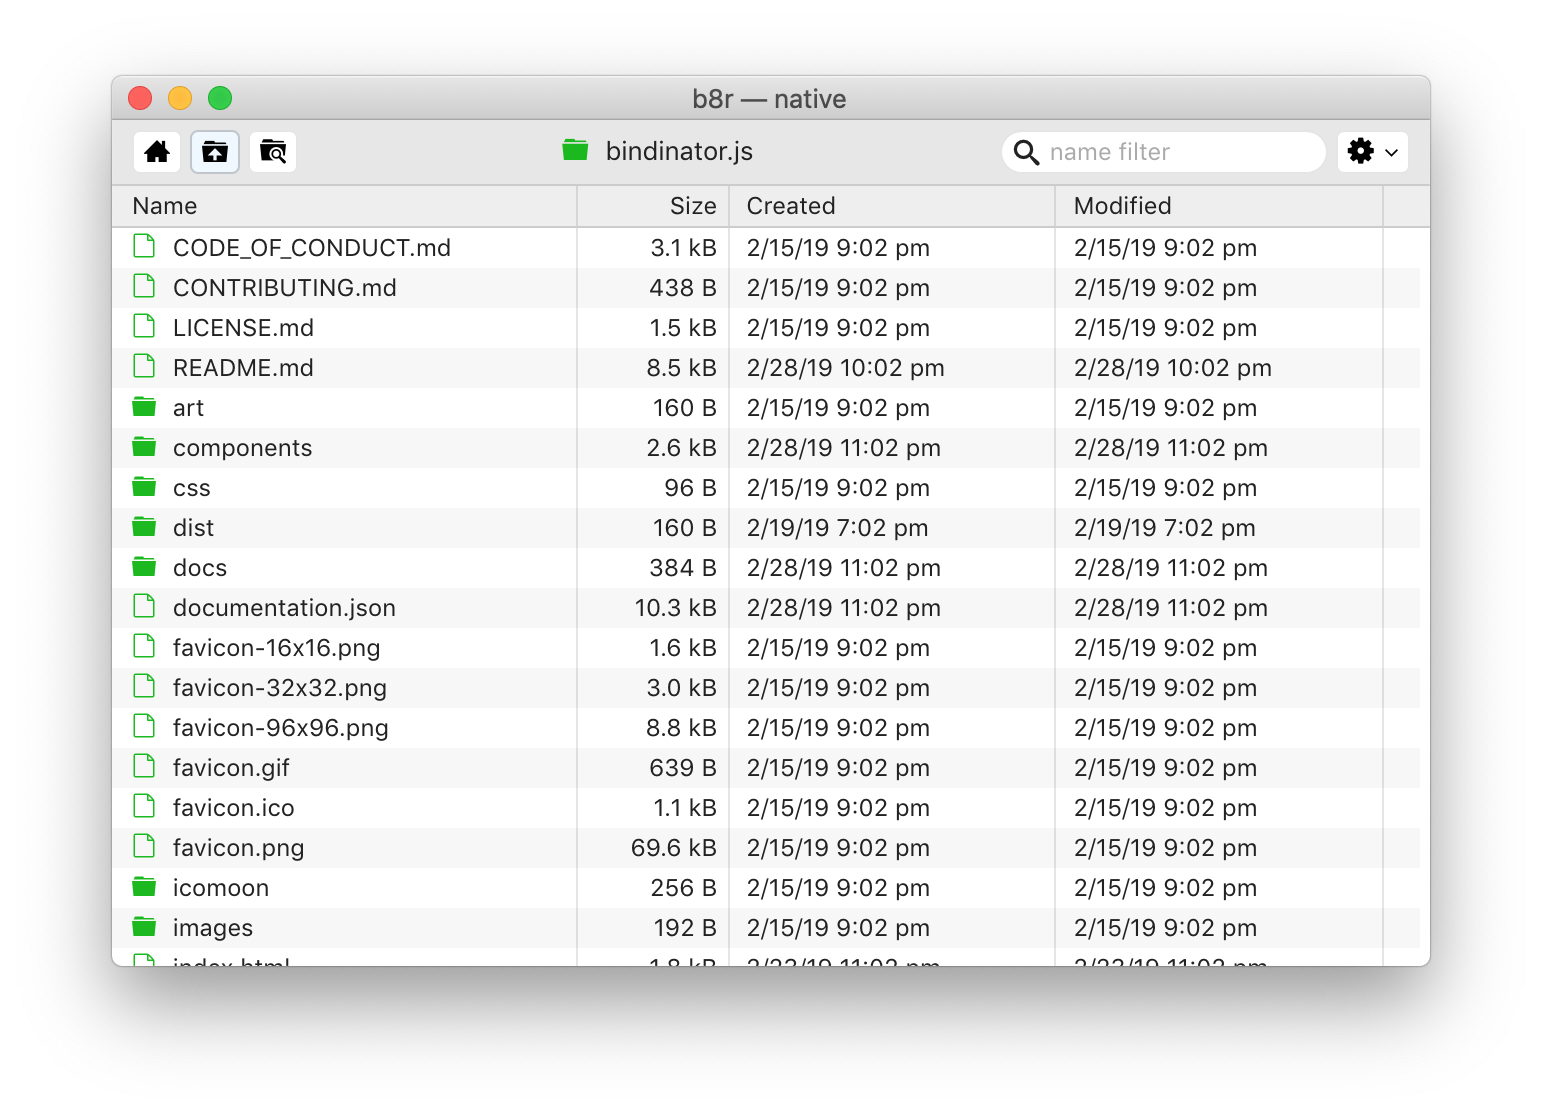 b8r — native
bindinator.js name filter
Name Size Created Modified
CODE_OF_CONDUCT.md 3.1 kB 2/15/19 9:02 pm 2/15/19 9:02 pm
CONTRIBUTING.md 438 B 2/15/19 9:02 pm 2/15/19 9:02 pm
LICENSE.md 1.5 kB 2/15/19 9:02 pm 2/15/19 9:02 pm
README.md 8.5 kB 2/28/19 10:02 pm 2/28/19 10:02 pm
art 160 B 2/15/19 9:02 pm 2/15/19 9:02 pm
components 2.6 kB 2/28/19 11:02 pm 2/28/19 11:02 pm
css 96 B 2/15/19 9:02 pm 2/15/19 9:02 pm
dist 160 B 2/19/19 7:02 pm 2/19/19 7:02 pm
docs 384 B 2/28/19 11:02 pm 2/28/19 11:02 pm
documentation.json 10.3 kB 2/28/19 11:02 pm 2/28/19 11:02 pm
favicon-16x16.png 1.6 kB 2/15/19 9:02 pm 2/15/19 9:02 pm
favicon-32x32.png 3.0 kB 2/15/19 9:02 pm 2/15/19 9:02 pm
favicon-96x96.png 8.8 kB 2/15/19 9:02 pm 2/15/19 9:02 pm
favicon.gif 639 B 2/15/19 9:02 pm 2/15/19 9:02 pm
favicon.ico 1.1 kB 2/15/19 9:02 pm 2/15/19 9:02 pm
favicon.png 69.6 kB 2/15/19 9:02 pm 2/15/19 9:02 pm
icomoon 256 B 2/15/19 9:02 pm 2/15/19 9:02 pm
images 192 B 2/15/19 9:02 pm 2/15/19 9:02 pm
index.html